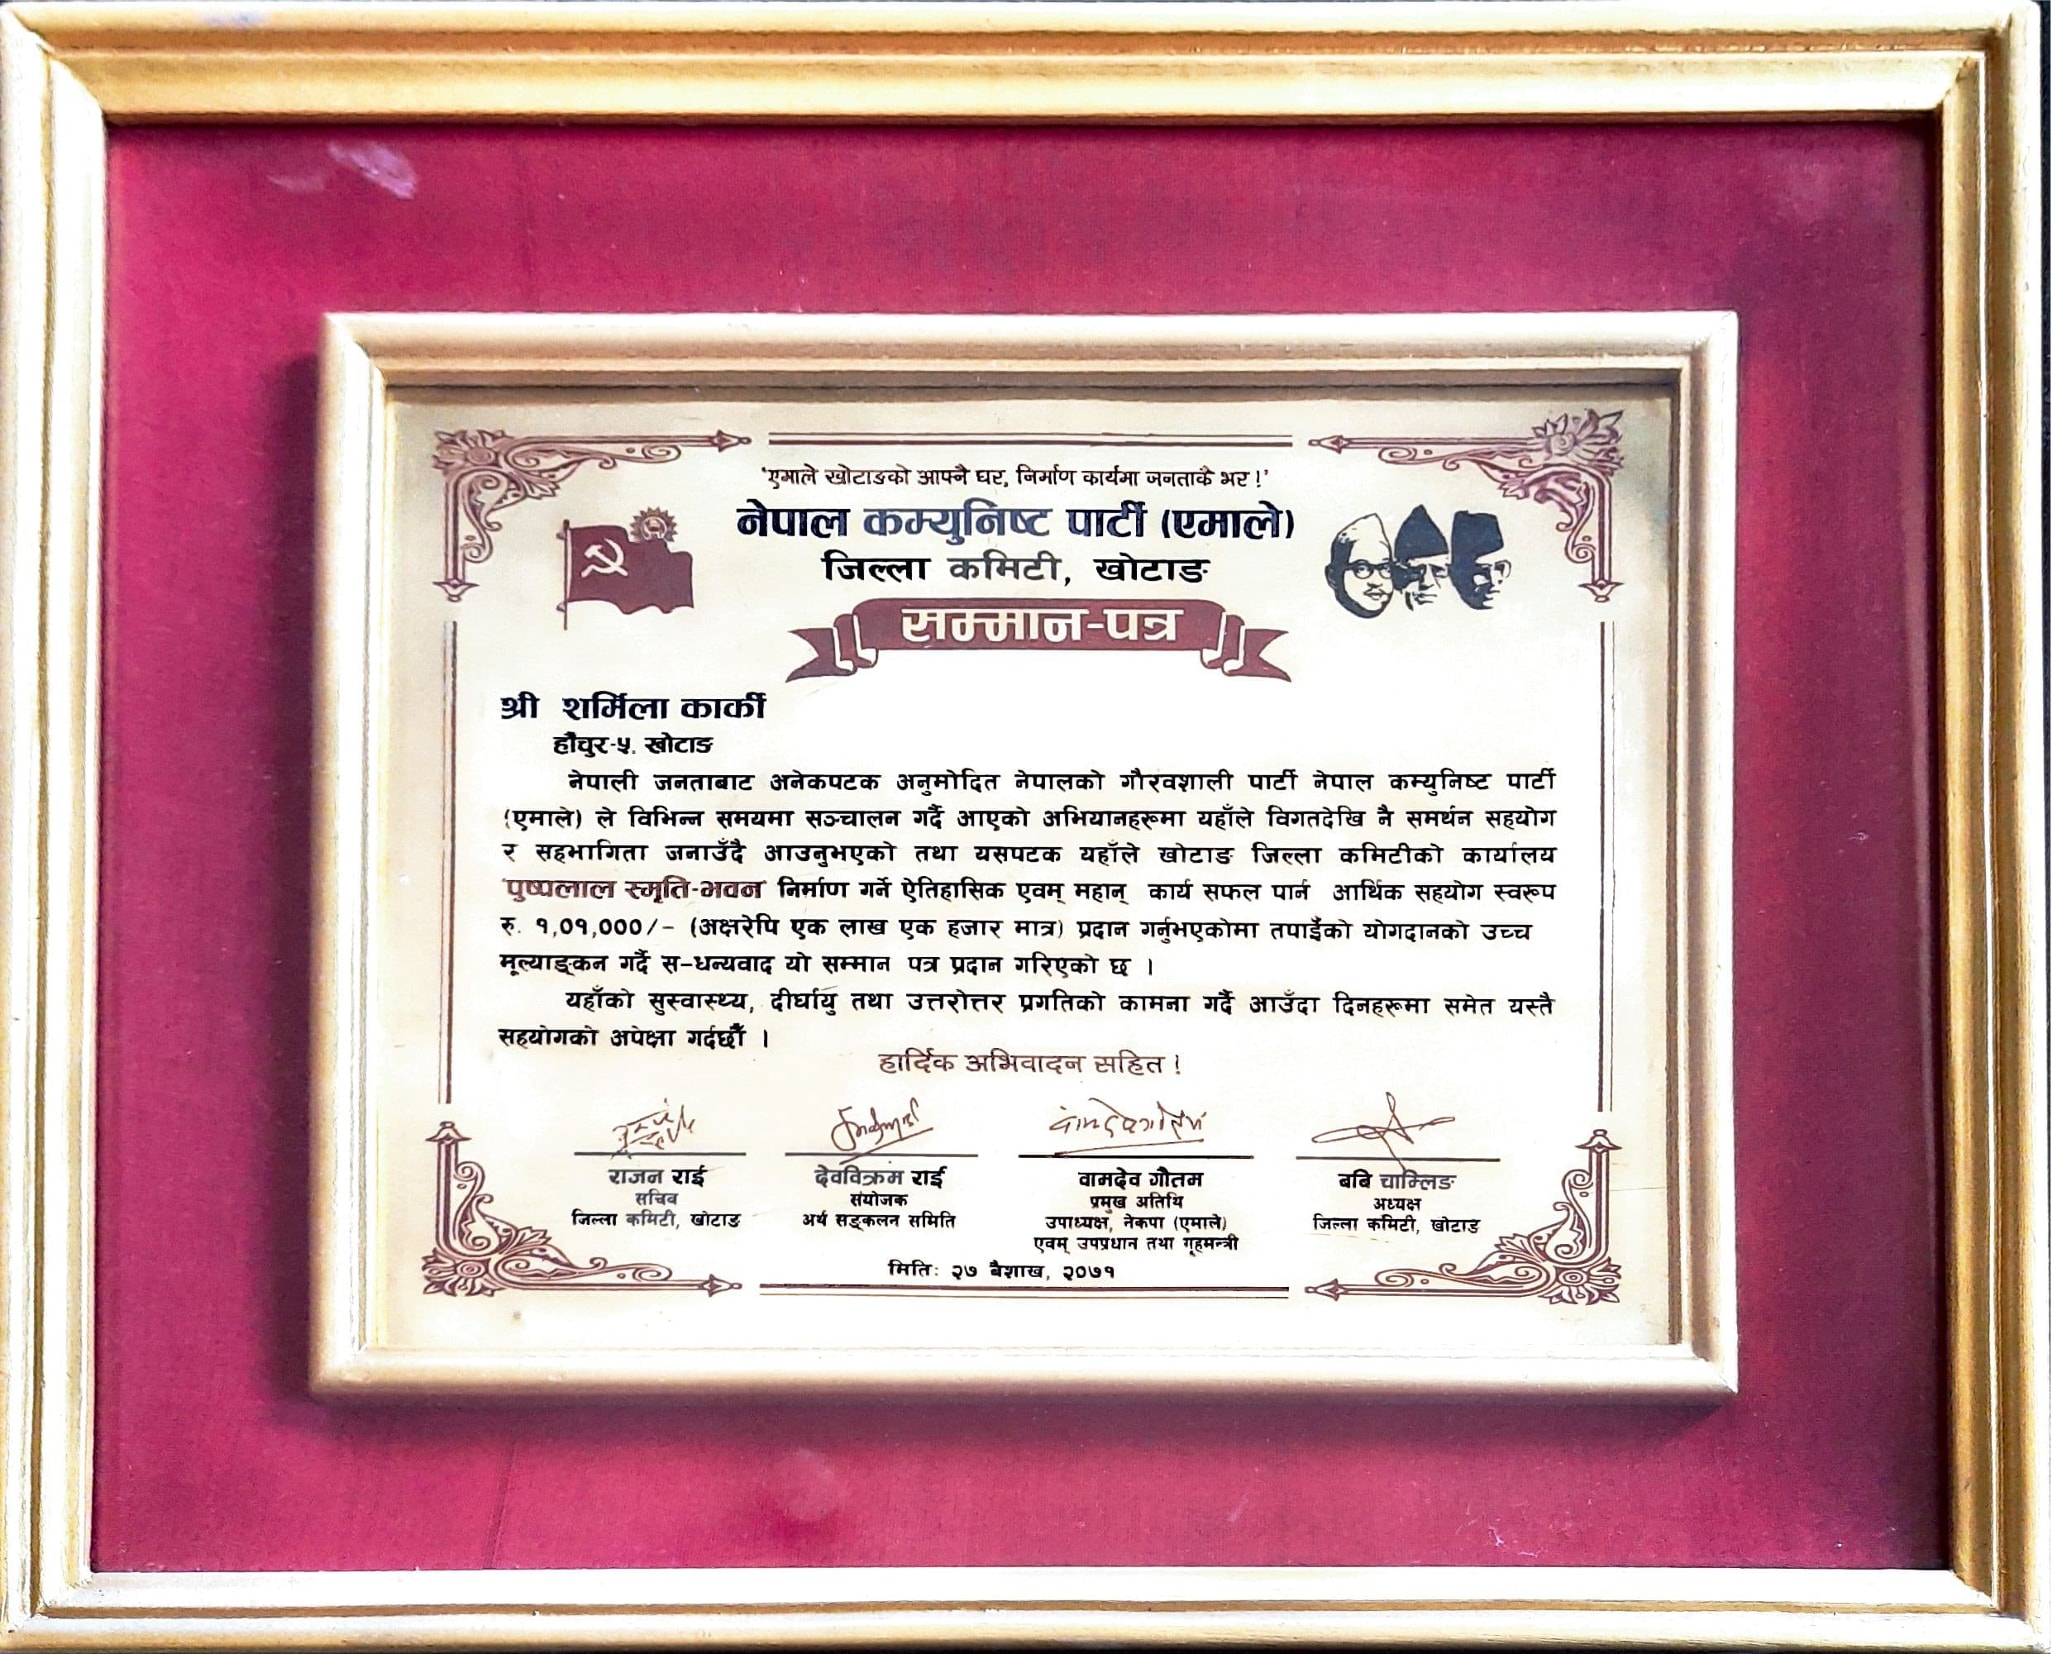 'एमाले खोटाङको आफ्नै घर, निर्माण कार्यमा जनताकै भर !'
नेपाल कम्युनिष्ट पार्टी (एमाले)
जिल्ला कमिटी, खोटाङ
सम्मान-पत्र
श्री शर्मिला कार्की
हौंचुर-५, खोटाङ
नेपाली जनताबाट अनेकपटक अनुमोदित नेपालको गौरवशाली पार्टी नेपाल कम्युनिष्ट पार्टी
(एमाले) ले विभिन्न समयमा सञ्चालन गर्दै आएको अभियानहरूमा यहाँले विगतदेखि नै समर्थन सहयोग
र सहभागिता जनाउँदै आउनुभएको तथा यसपटक यहाँले खोटाङ जिल्ला कमिटीको कार्यालय
'पुष्पलाल स्मृति-भवन' निर्माण गर्ने ऐतिहासिक एवम् महान् कार्य सफल पार्न आर्थिक सहयोग स्वरूप
रु. १,०१,०००/- (अक्षरेपि एक लाख एक हजार मात्र) प्रदान गर्नुभएकोमा तपाईंको योगदानको उच्च
मूल्याङ्कन गर्दै स-धन्यवाद यो सम्मान पत्र प्रदान गरिएको छ ।
यहाँको सुस्वास्थ्य, दीर्घायु तथा उत्तरोत्तर प्रगतिको कामना गर्दै आउँदा दिनहरूमा समेत यस्तै
सहयोगको अपेक्षा गर्दछौं ।
हार्दिक अभिवादन सहित !
राजन राई देवविक्रम राई वामदेव गौतम बबि चाम्लिङ
सचिव संयोजक प्रमुख अतिथि अध्यक्ष
जिल्ला कमिटी, खोटाङ अर्थ सङ्कलन समिति उपाध्यक्ष, नेकपा (एमाले) जिल्ला कमिटी, खोटाङ
एवम् उपप्रधान तथा गृहमन्त्री
मिति: २७ बैशाख, २०७१